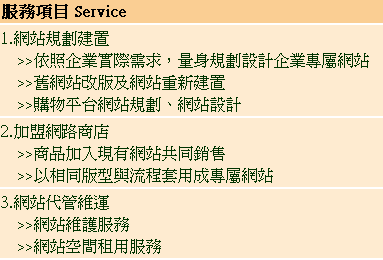 服務項目 Service
1.網站規劃建置
>>依照企業實際需求，量身規劃設計企業專屬網站
>>舊網站改版及網站重新建置
>>購物平台網站規劃、網站設計
2.加盟網路商店
>>商品加入現有網站共同銷售
>>以相同版型與流程套用成專屬網站
3.網站代管維運
>>網站維護服務
>>網站空間租用服務